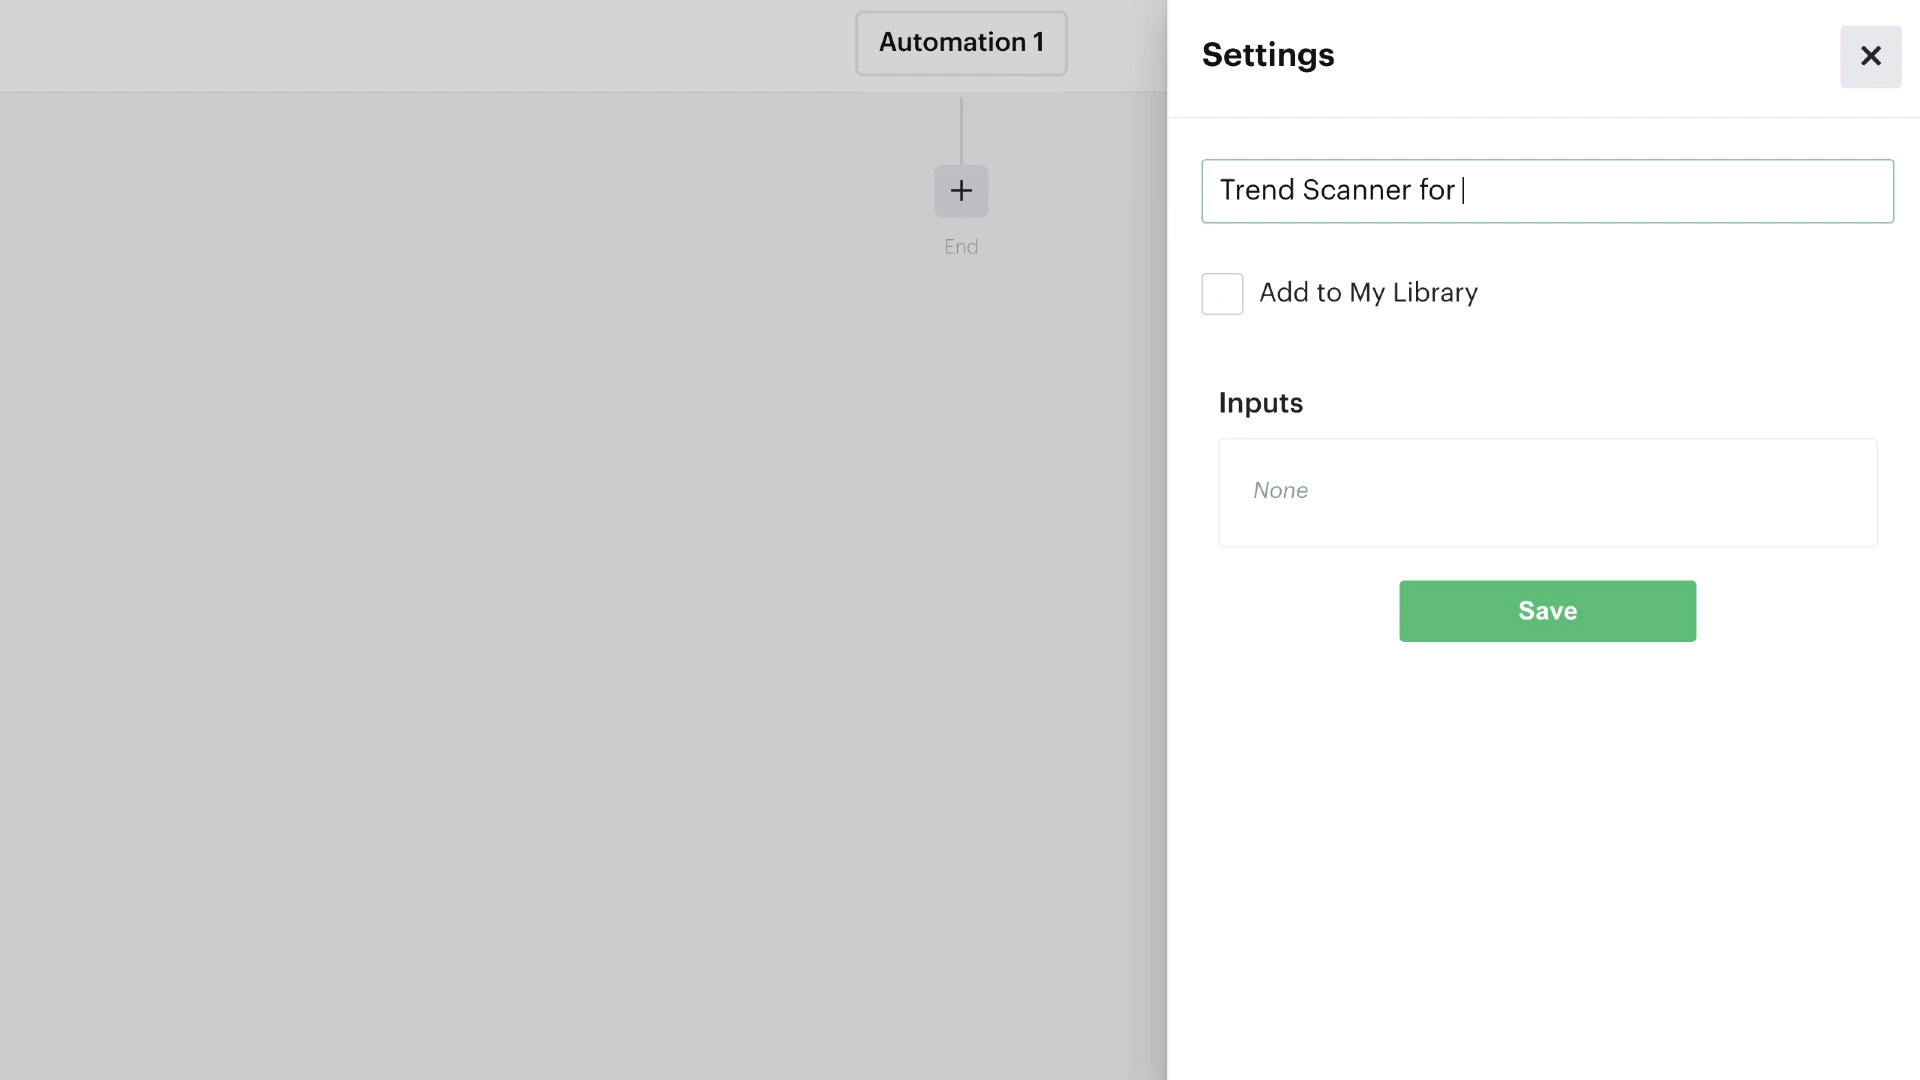 Automation 1
End
Settings
Trend Scanner for
Add to My Library
Inputs
None
Save